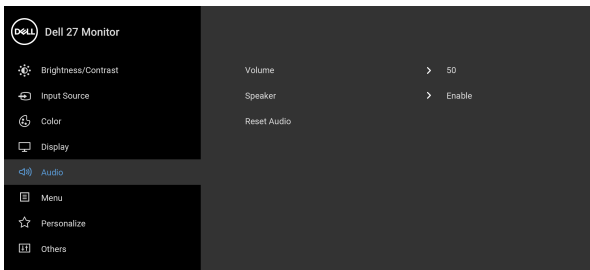 DELL Dell 27 Monitor
Brightness/Contrast
Volume 50
Input Source
Speaker Enable
Color
Reset Audio
Display
Audio
Menu
Personalize
Others